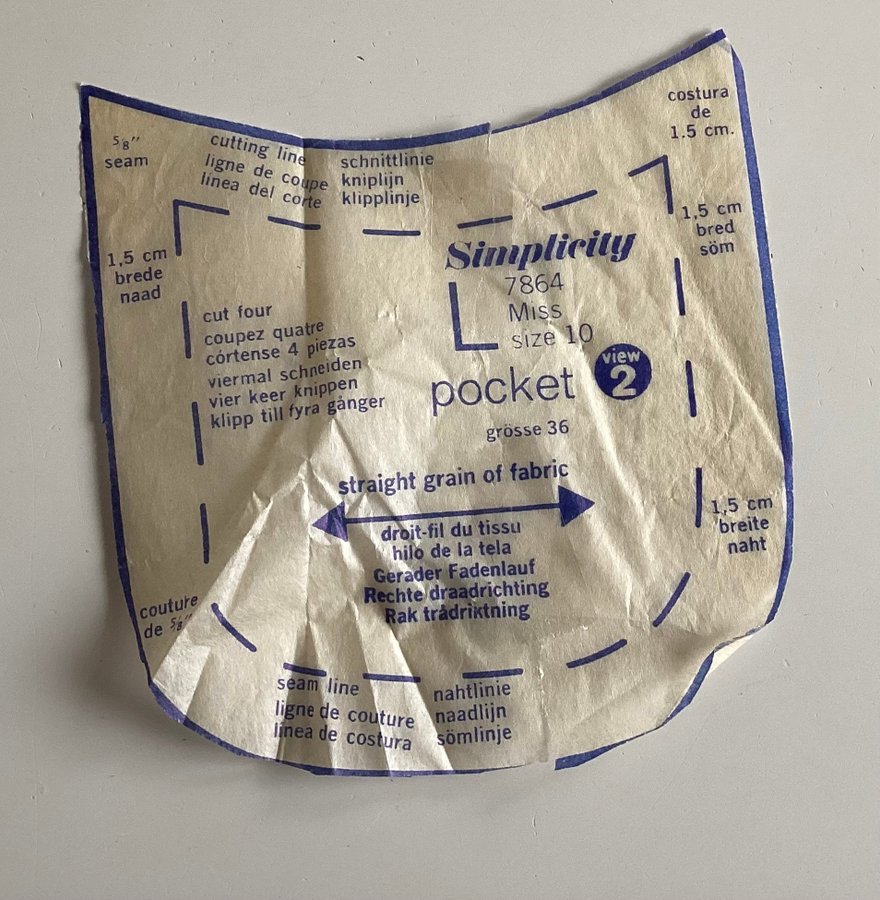 5/8" seam
cutting line
ligne de coupe
línea del corte
schnittlinie
kniplijn
klipplinje
costura
de
1.5 cm.
1,5 cm
brede
naad
1,5 cm
bred
söm
Simplicity
7864
Miss
size 10
pocket
view
2
grösse 36
cut four
coupez quatre
córtense 4 piezas
viermal schneiden
vier keer knippen
klipp till fyra gånger
straight grain of fabric
droit-fil du tissu
hilo de la tela
Gerader Fadenlauf
Rechte draadrichting
Rak trådriktning
1,5 cm
breite
naht
couture
de 5/8"
seam line
ligne de couture
línea de costura
nahtlinie
naadlijn
sömlinje